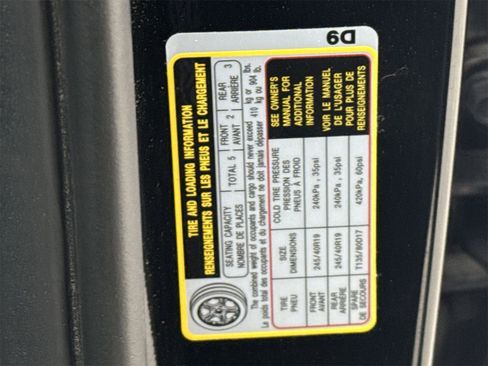 TIRE AND LOADING INFORMATION
RENSEIGNEMENTS SUR LES PNEUS ET LE CHARGEMENT
SEATING CAPACITY
NOMBRE DE PLACES
TOTAL 5
FRONT
AVANT 2
REAR
ARRIÈRE 3
The combined weight of occupants and cargo should never exceed 410 kg or 904 lbs.
Le poids total des occupants et du chargement ne doit jamais dépasser 410 kg ou 904 lb.
TIRE
PNEU
SIZE
DIMENSIONS
COLD TIRE PRESSURE
PRESSION DES
PNEUS À FROID
FRONT
AVANT
245/40R19
240kPa, 35psi
REAR
ARRIÈRE
245/40R19
240kPa, 35psi
SPARE
DE SECOURS
T135/80D17
420kPa, 60psi
SEE OWNER'S
MANUAL FOR
ADDITIONAL
INFORMATION
VOIR LE MANUEL
DE L'USAGER
POUR PLUS DE
RENSEIGNEMENTS
D9